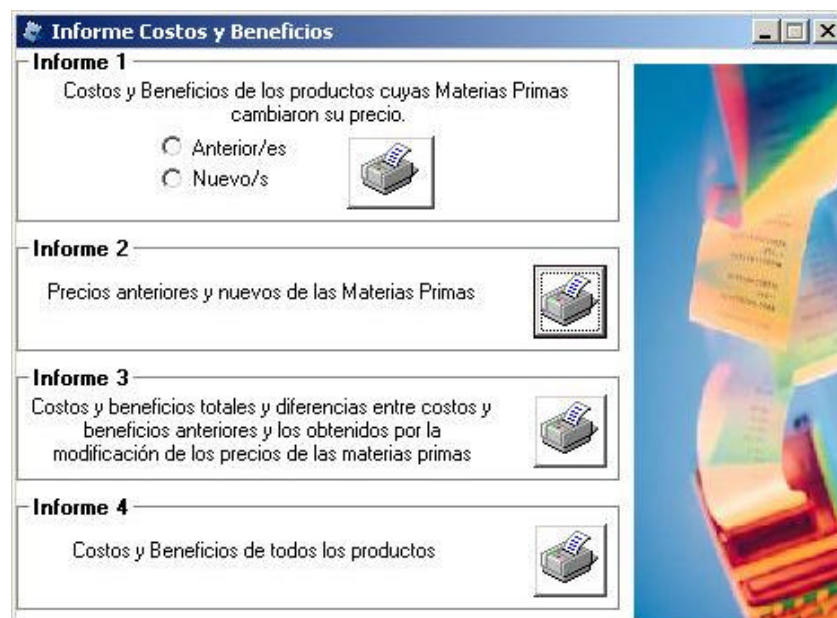 Informe Costos y Beneficios
Informe 1
Costos y Beneficios de los productos cuyas Materias Primas
cambiaron su precio.
Anterior/es
Nuevo/s
Informe 2
Precios anteriores y nuevos de las Materias Primas
Informe 3
Costos y beneficios totales y diferencias entre costos y
beneficios anteriores y los obtenidos por la
modificación de los precios de las materias primas
Informe 4
Costos y Beneficios de todos los productos